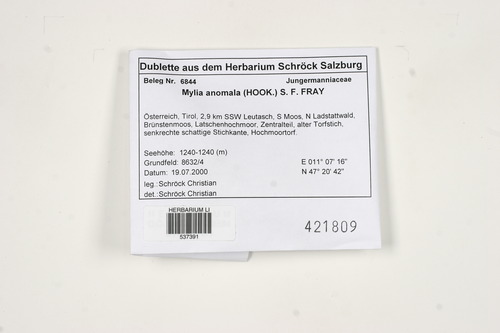 Dublette aus dem Herbarium Schröck Salzburg
Beleg Nr. 6844 Jungermanniaceae
Mylia anomala (HOOK.) S. F. FRAY
Österreich, Tirol, 2,9 km SSW Leutasch, S Moos, N Ladstattwald,
Brünstenmoos, Latschenhochmoor, Zentralteil, alter Torfstich,
senkrechte schattige Stichkante, Hochmoortorf.
Seehöhe: 1240-1240 (m)
Grundfeld: 8632/4 E 011° 07' 16"
Datum: 19.07.2000 N 47° 20' 42"
leg.:Schröck Christian
det.:Schröck Christian
HERBARIUM LI
537391
421809